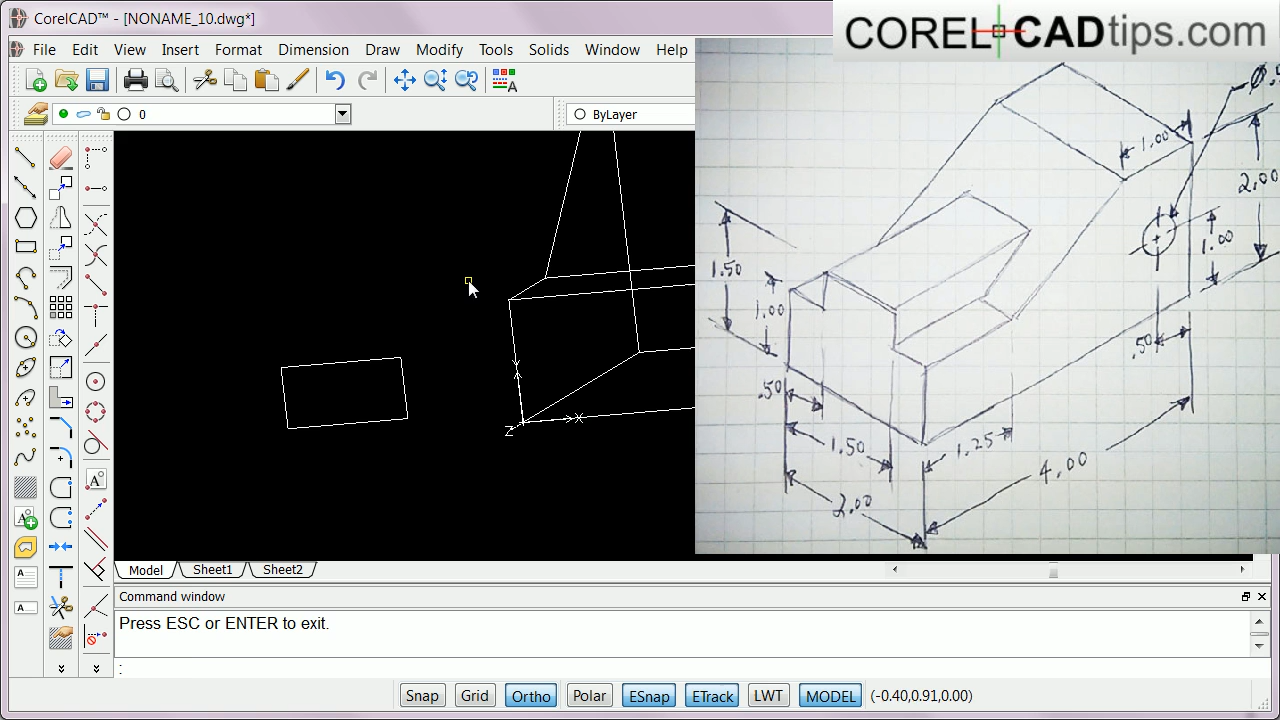 CorelCAD™ - [NONAME_10.dwg*]
COREL CADtips.com
File Edit View Insert Format Dimension Draw Modify Tools Solids Window Help
0
ByLayer
1.00
2.00
1.00
1.50
1.00
.50
.50
1.50
1.25
4.00
2.00
X
Z
Model Sheet1 Sheet2
Command window
Press ESC or ENTER to exit.
:
Snap Grid Ortho Polar ESnap ETrack LWT MODEL (-0.40,0.91,0.00)